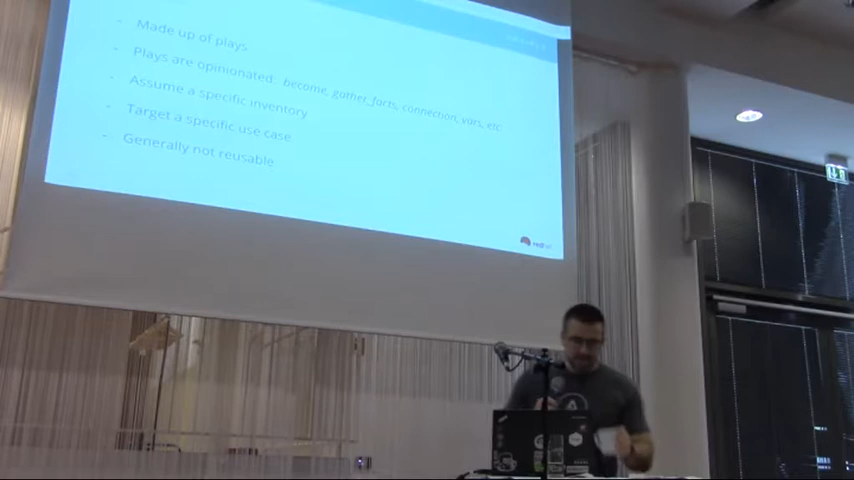 - Made up of plays
- Plays are opinionated: become, gather_facts, connection, vars, etc
- Assume a specific inventory
- Target a specific use case
- Generally not reusable
redhat